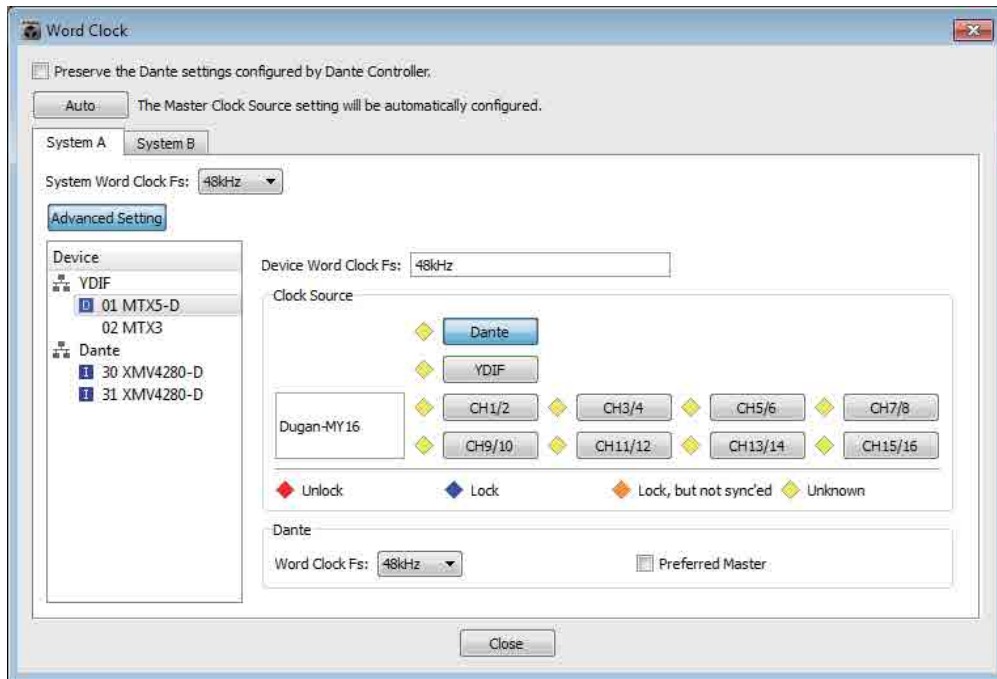 Word Clock
Preserve the Dante settings configured by Dante Controller.
Auto The Master Clock Source setting will be automatically configured.
System A System B
System Word Clock Fs: 48kHz
Advanced Setting
Device
YDIF
D 01 MTX5-D
02 MTX3
Dante
I 30 XMV4280-D
I 31 XMV4280-D
Device Word Clock Fs: 48kHz
Clock Source
Dante
YDIF
Dugan-MY16
CH1/2 CH3/4 CH5/6 CH7/8
CH9/10 CH11/12 CH13/14 CH15/16
Unlock Lock Lock, but not sync'ed Unknown
Dante
Word Clock Fs: 48kHz Preferred Master
Close